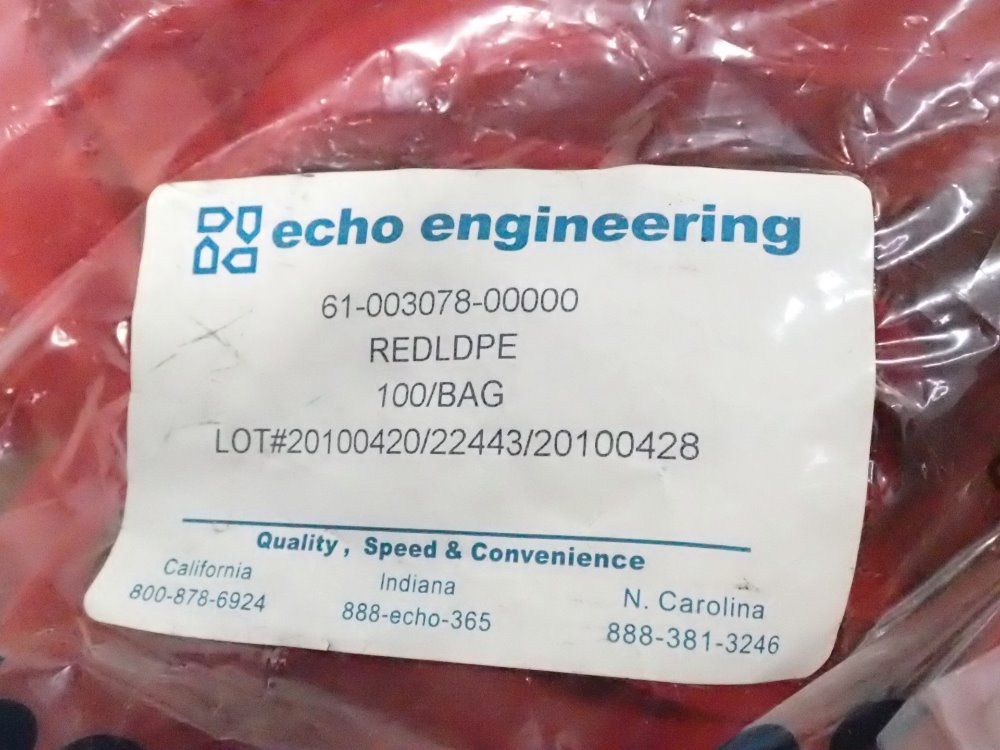 echo engineering
61-003078-00000
REDLDPE
100/BAG
LOT#20100420/22443/20100428
Quality, Speed & Convenience
California
800-878-6924
Indiana
888-echo-365
N. Carolina
888-381-3246